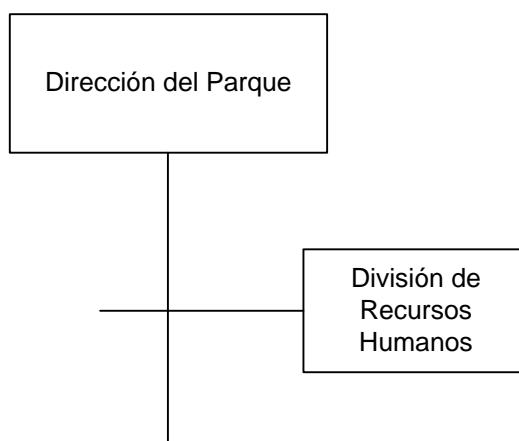 Dirección del Parque
División de
Recursos
Humanos